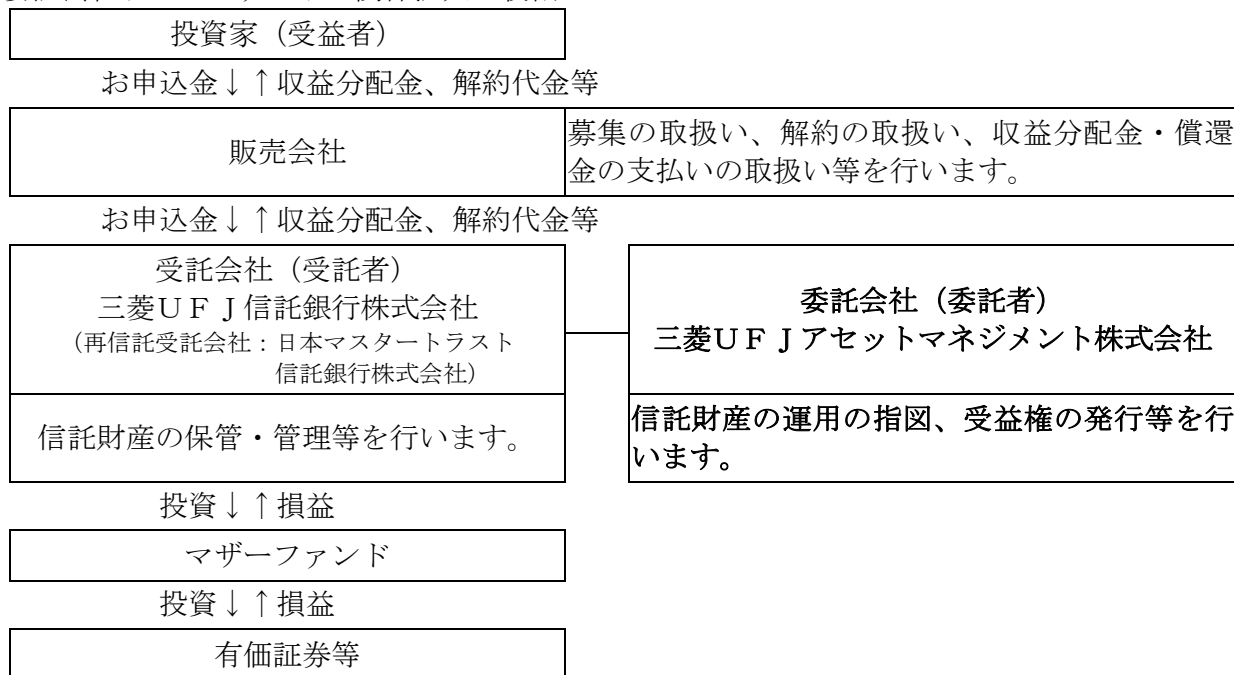 投資家（受益者）
お申込金↓↑収益分配金、解約代金等
販売会社
募集の取扱い、解約の取扱い、収益分配金・償還
金の支払いの取扱い等を行います。
お申込金↓↑収益分配金、解約代金等
受託会社（受託者）
三菱ＵＦＪ信託銀行株式会社
（再信託受託会社：日本マスタートラスト
信託銀行株式会社）
委託会社（委託者）
三菱ＵＦＪアセットマネジメント株式会社
信託財産の保管・管理等を行います。
信託財産の運用の指図、受益権の発行等を行
います。
投資↓↑損益
マザーファンド
投資↓↑損益
有価証券等